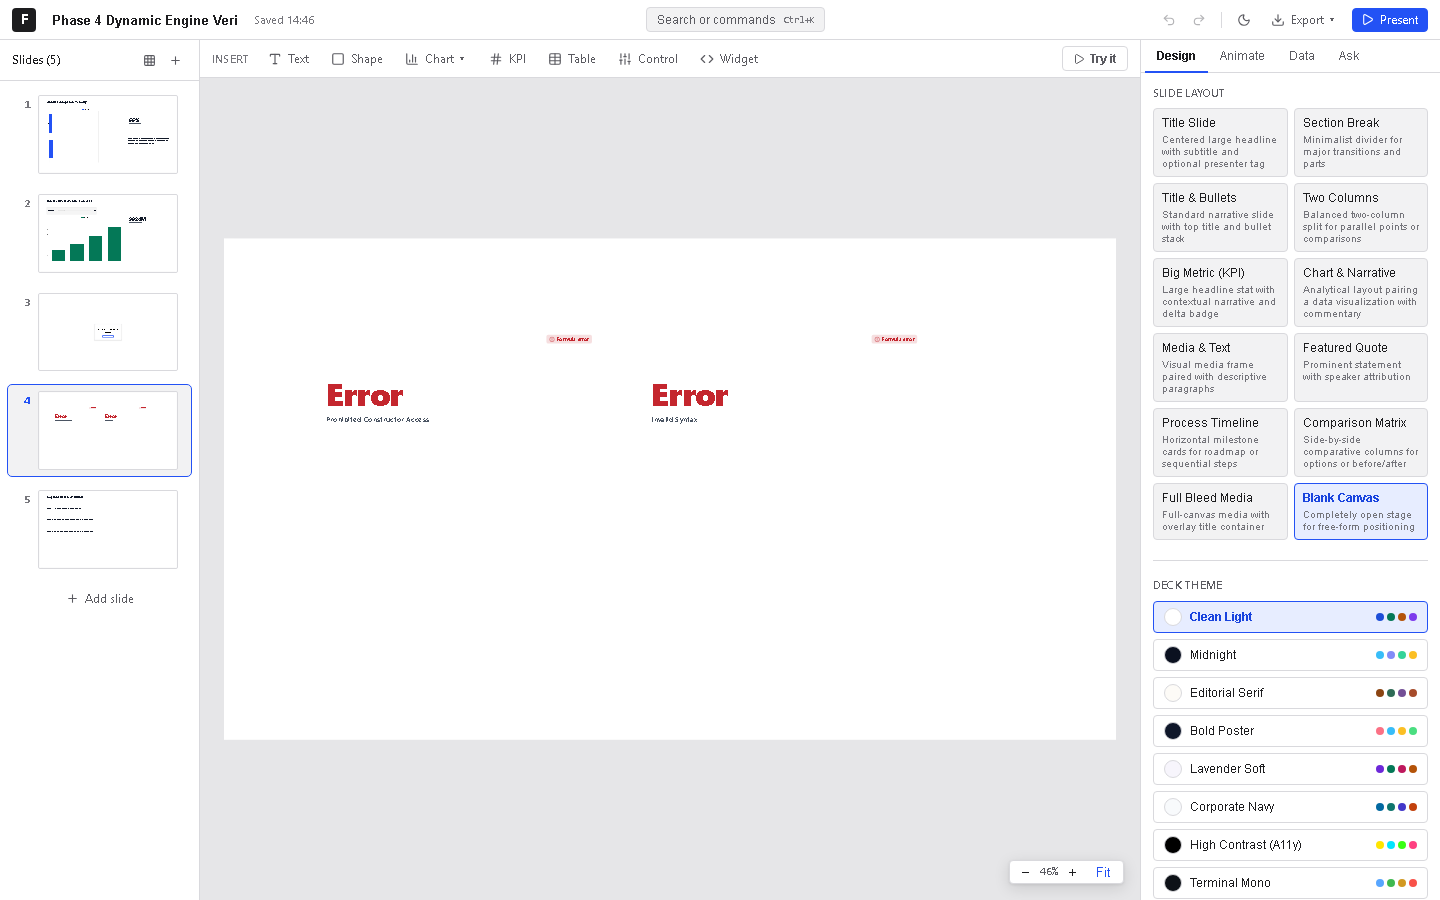 F
Phase 4 Dynamic Engine Veri
Saved 14:46
Search or commands Ctrl+K
Export
Present
Slides (5)
INSERT
Text
Shape
Chart
KPI
Table
Control
Widget
Try it
Design
Animate
Data
Ask
1
2
3
4
Error
Error
5
Add slide
Formula error
Error
Prohibited Constructor Access
Formula error
Error
Invalid Syntax
46%
Fit
SLIDE LAYOUT
Title Slide
Centered large headline
with subtitle and
optional presenter tag
Section Break
Minimalist divider for
major transitions and
parts
Title & Bullets
Standard narrative slide
with top title and bullet
stack
Two Columns
Balanced two-column
split for parallel points or
comparisons
Big Metric (KPI)
Large headline stat with
contextual narrative and
delta badge
Chart & Narrative
Analytical layout pairing
a data visualization with
commentary
Media & Text
Visual media frame
paired with descriptive
paragraphs
Featured Quote
Prominent statement
with speaker attribution
Process Timeline
Horizontal milestone
cards for roadmap or
sequential steps
Comparison Matrix
Side-by-side
comparative columns for
options or before/after
Full Bleed Media
Full-canvas media with
overlay title container
Blank Canvas
Completely open stage
for free-form positioning
DECK THEME
Clean Light
Midnight
Editorial Serif
Bold Poster
Lavender Soft
Corporate Navy
High Contrast (A11y)
Terminal Mono